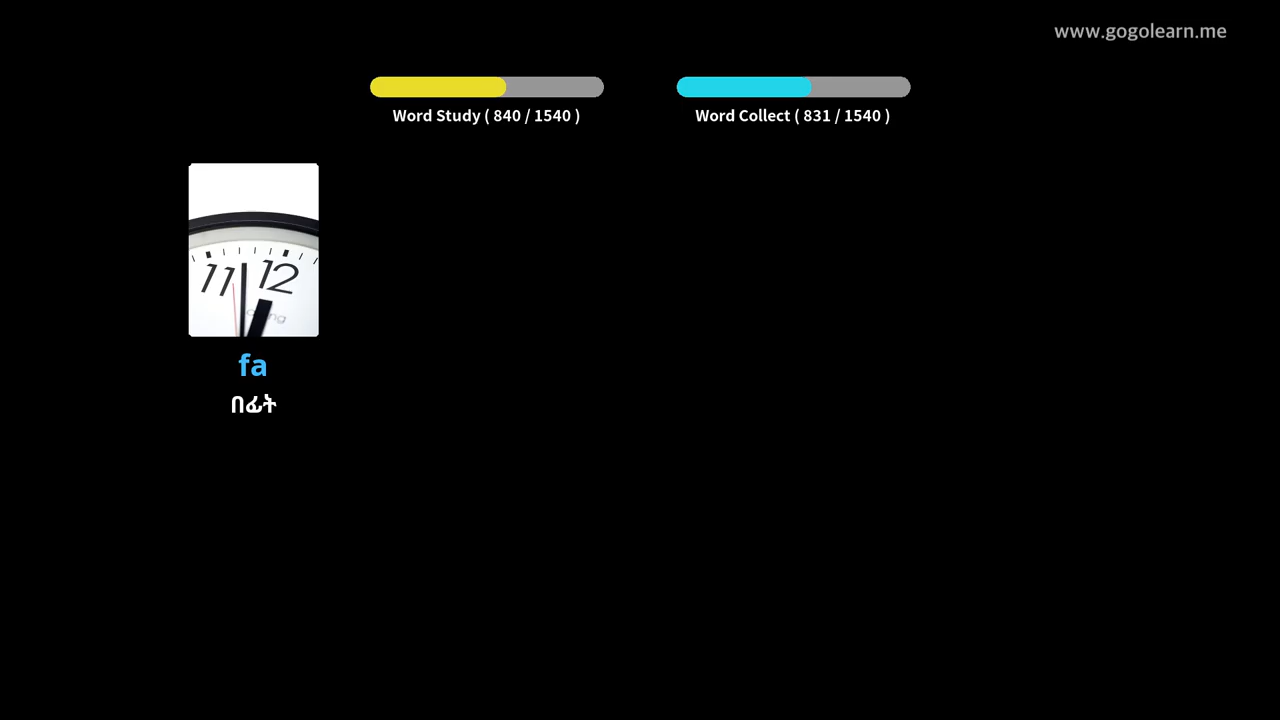 www.gogolearn.me
Word Study ( 840 / 1540 )
Word Collect ( 831 / 1540 )
11 12
fa
በፊት